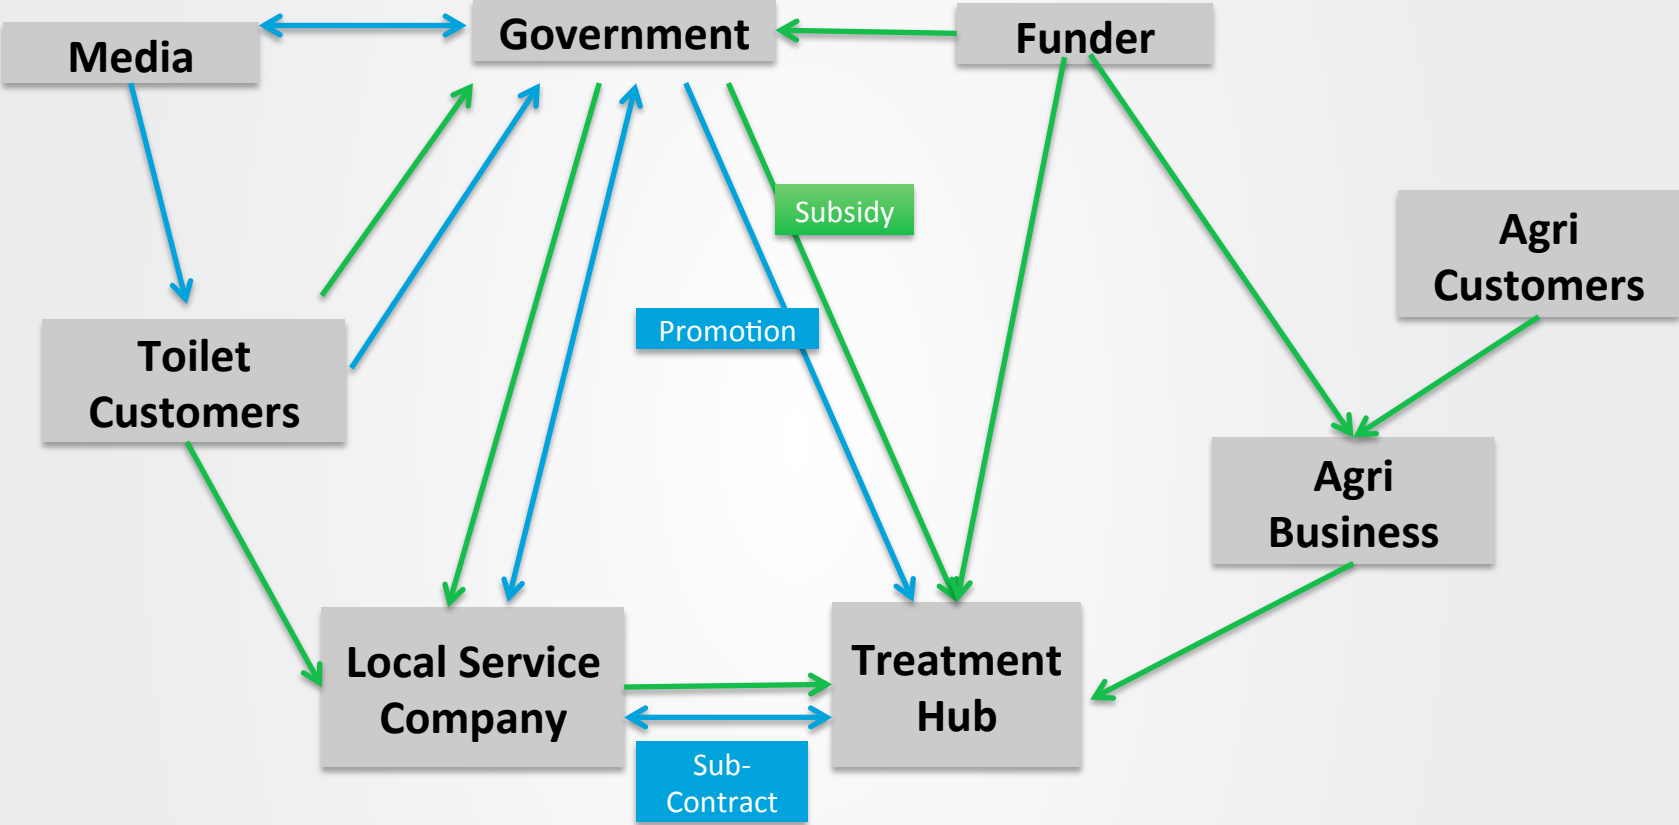 Media
Government
Funder
Subsidy
Agri
Customers
Promotion
Toilet
Customers
Agri
Business
Local Service
Company
Treatment
Hub
Sub-
Contract